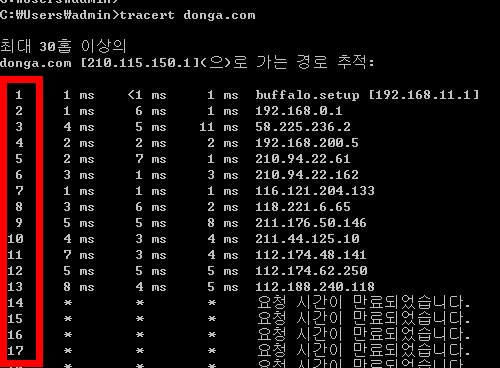 C:₩Users₩admin>
C:₩Users₩admin>tracert donga.com
최대 30홉 이상의
donga.com [210.115.150.1](으)로 가는 경로 추적:
1 1 ms <1 ms 1 ms buffalo.setup [192.168.11.1]
2 1 ms 6 ms 1 ms 192.168.0.1
3 4 ms 5 ms 11 ms 58.225.236.2
4 2 ms 2 ms 2 ms 192.168.200.5
5 2 ms 7 ms 1 ms 210.94.22.61
6 3 ms 1 ms 3 ms 210.94.22.162
7 1 ms 1 ms 1 ms 116.121.204.133
8 3 ms 6 ms 1 ms 118.221.6.65
9 5 ms 5 ms 8 ms 211.176.50.146
10 4 ms 3 ms 4 ms 211.44.125.10
11 7 ms 3 ms 4 ms 112.174.48.141
12 5 ms 5 ms 5 ms 112.174.62.250
13 8 ms 4 ms 5 ms 112.188.240.118
14 * * * 요청 시간이 만료되었습니다.
15 * * * 요청 시간이 만료되었습니다.
16 * * * 요청 시간이 만료되었습니다.
17 * * * 요청 시간이 만료되었습니다.